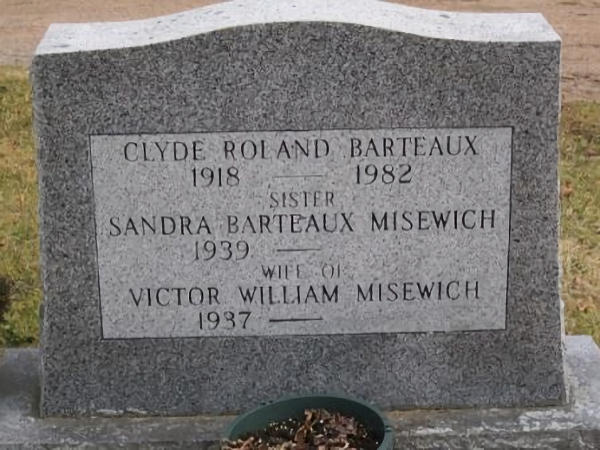 CLYDE ROLAND BARTEAUX
1918 — 1982
SISTER
SANDRA BARTEAUX MISEWICH
1939 —
WIFE OF
VICTOR WILLIAM MISEWICH
1937 —